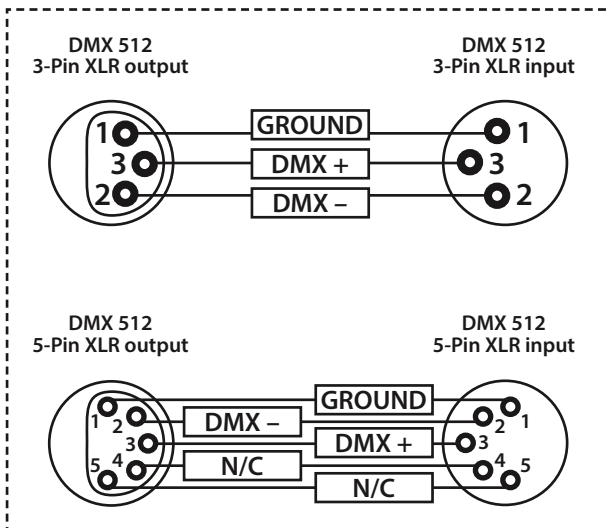 DMX 512
3-Pin XLR output
DMX 512
3-Pin XLR input
1 GROUND 1
3 DMX + 3
2 DMX – 2
DMX 512
5-Pin XLR output
DMX 512
5-Pin XLR input
1 GROUND 1
2 DMX – 2
3 DMX + 3
4 N/C 4
5 N/C 5